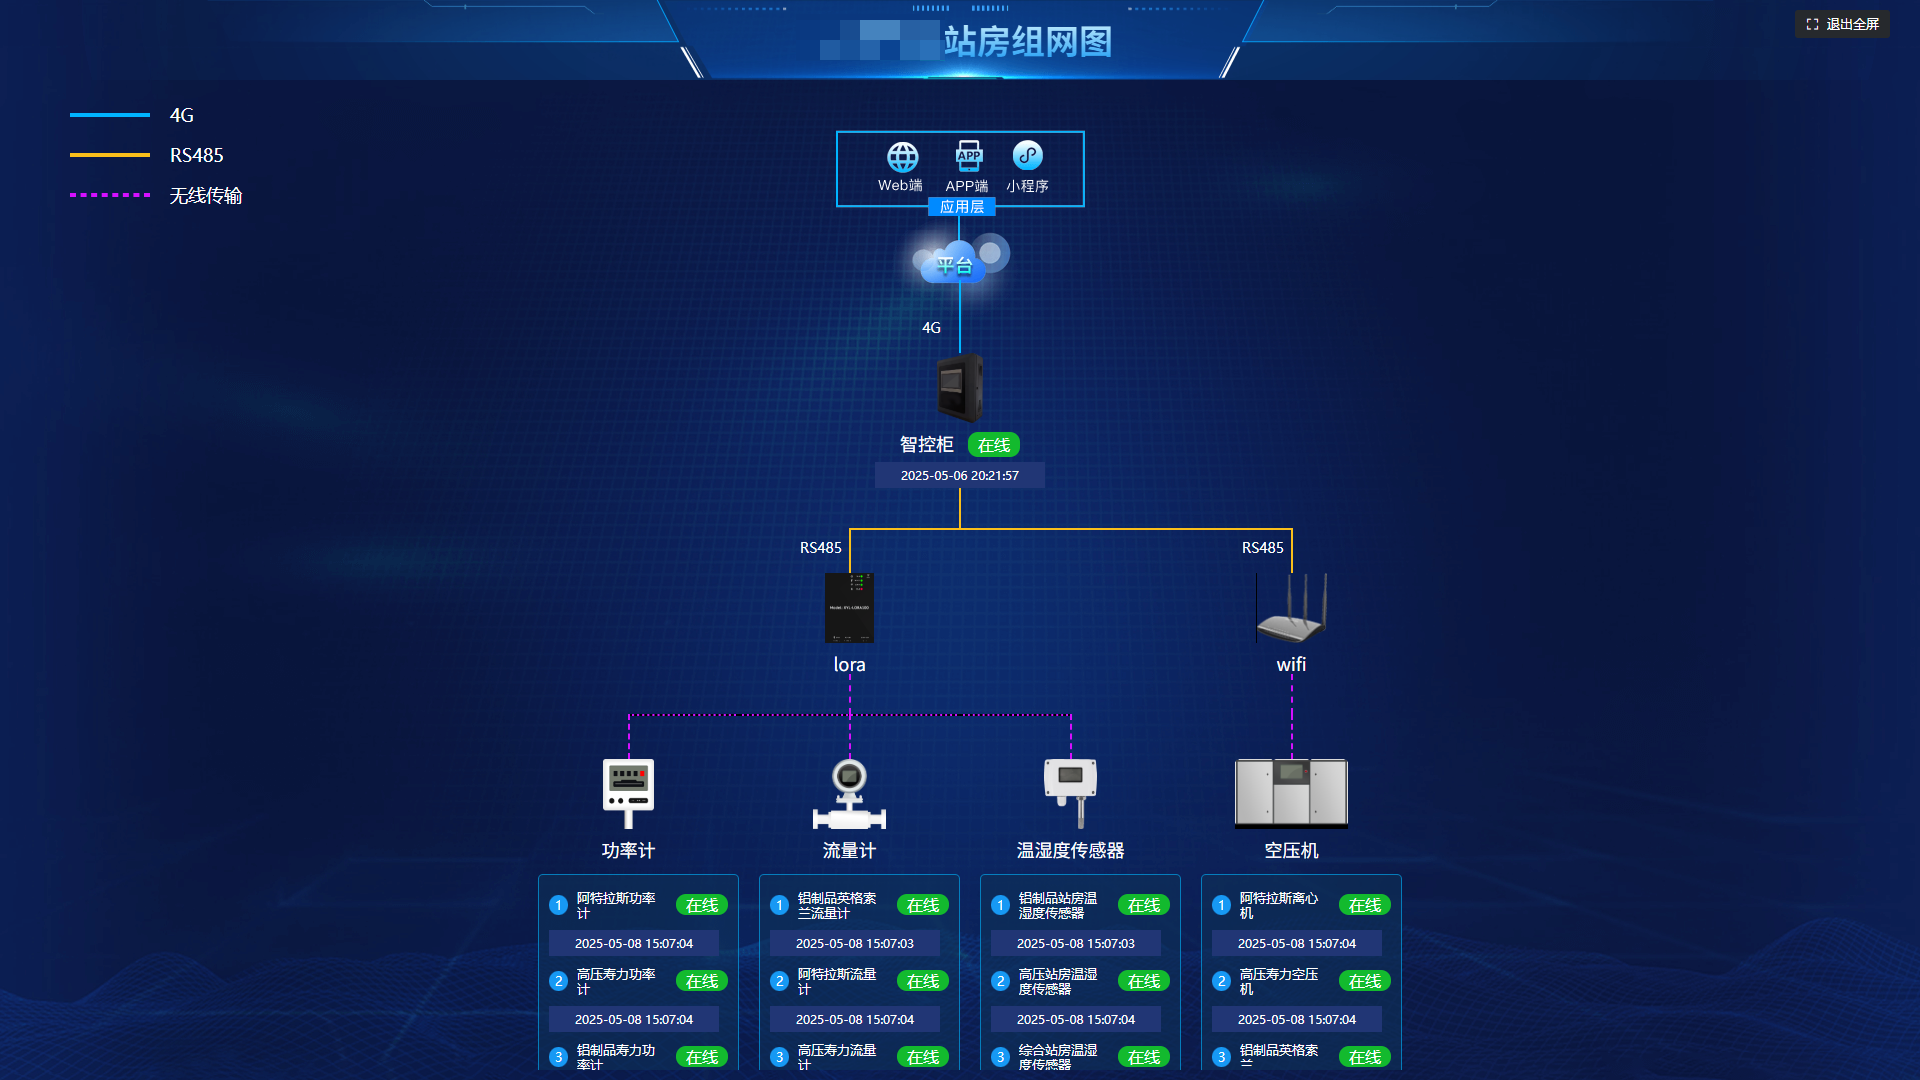 站房组网图
退出全屏
4G
RS485
无线传输
Web端
APP
APP端
小程序
应用层
平台
4G
智控柜
在线
2025-05-06 20:21:57
RS485
RS485
lora
wifi
功率计
流量计
温湿度传感器
空压机
1
阿特拉斯功率
计
在线
2025-05-08 15:07:04
2
高压寿力功率
计
在线
2025-05-08 15:07:04
3
铝制品寿力功
率计
在线
1
铝制品英格索
兰流量计
在线
2025-05-08 15:07:03
2
阿特拉斯流量
计
在线
2025-05-08 15:07:04
3
高压寿力流量
计
在线
1
铝制品站房温
湿度传感器
在线
2025-05-08 15:07:03
2
高压站房温湿
度传感器
在线
2025-05-08 15:07:04
3
综合站房温湿
度传感器
在线
1
阿特拉斯离心
机
在线
2025-05-08 15:07:04
2
高压寿力空压
机
在线
2025-05-08 15:07:04
3
铝制品英格索
在线